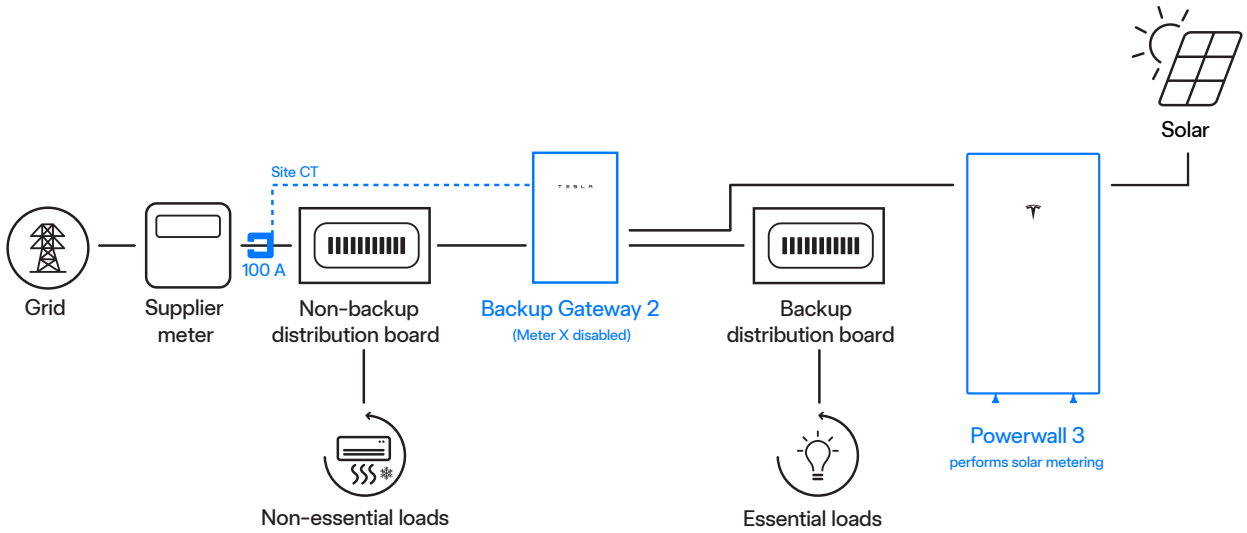 Solar
Site CT
TESLA
100 A
Grid
Supplier
meter
Non-backup
distribution board
Backup Gateway 2
(Meter X disabled)
Backup
distribution board
Powerwall 3
performs solar metering
Non-essential loads
Essential loads